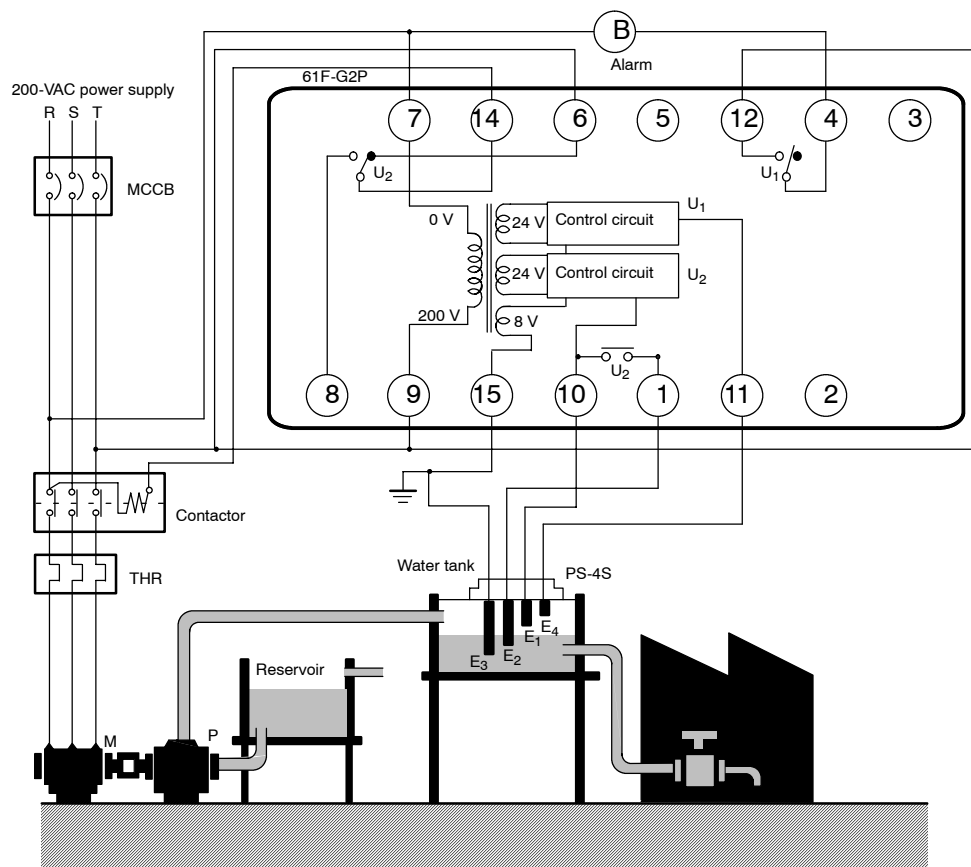 B
Alarm
61F-G2P
200-VAC power supply
R S T
7 14 6 5 12 4 3
MCCB
U2
U1
0 V
24 V
Control circuit
U1
24 V
Control circuit
U2
200 V
8 V
U2
8 9 15 10 1 11 2
Contactor
THR
Water tank
PS-4S
E3 E2 E1 E4
Reservoir
M
P